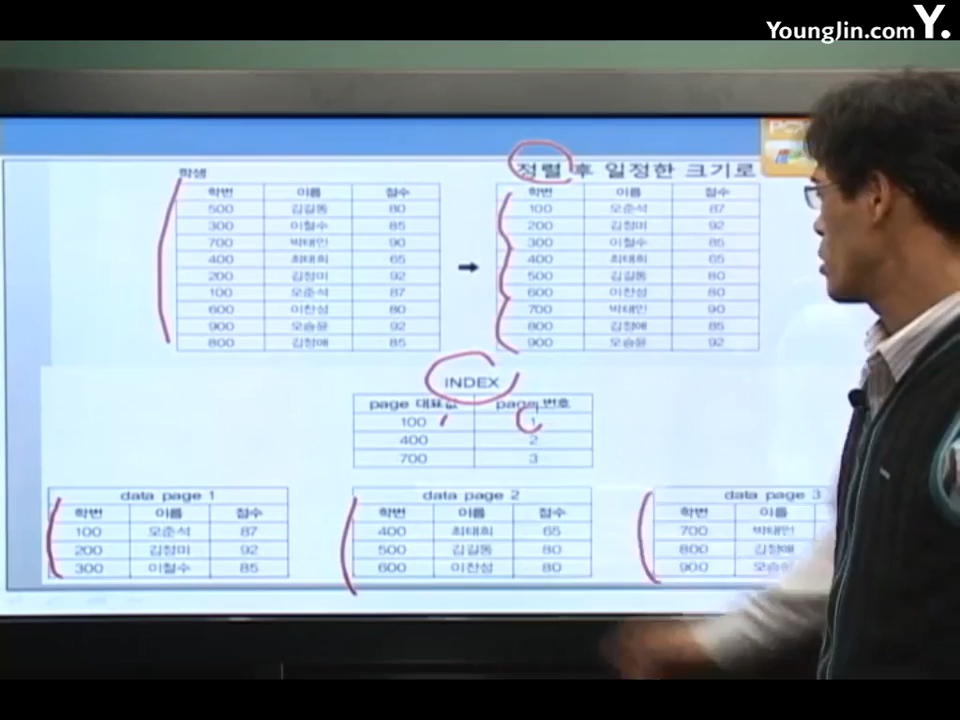 YoungJin.com Y.
학생
학번 이름 점수
500 김길동 80
300 이철수 85
700 박태인 90
400 최태희 65
200 김정미 92
100 오준석 87
600 이찬성 80
900 오승윤 92
800 김정애 85
정렬 후 일정한 크기로
학번 이름 점수
100 오준석 87
200 김정미 92
300 이철수 85
400 최태희 65
500 김길동 80
600 이찬성 80
700 박태인 90
800 김정애 85
900 오승윤 92
INDEX
page 대표값 page 번호
100 1
400 2
700 3
data page 1
학번 이름 점수
100 오준석 87
200 김정미 92
300 이철수 85
data page 2
학번 이름 점수
400 최태희 65
500 김길동 80
600 이찬성 80
data page 3
학번 이름
700 박태인
800 김정애
900